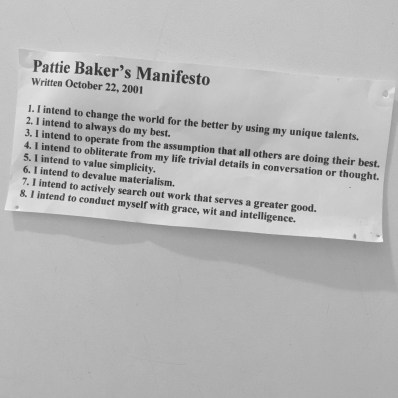 Pattie Baker's Manifesto
Written October 22, 2001
1. I intend to change the world for the better by using my unique talents.
2. I intend to always do my best.
3. I intend to operate from the assumption that all others are doing their best.
4. I intend to obliterate from my life trivial details in conversation or thought.
5. I intend to value simplicity.
6. I intend to devalue materialism.
7. I intend to actively search out work that serves a greater good.
8. I intend to conduct myself with grace, wit and intelligence.